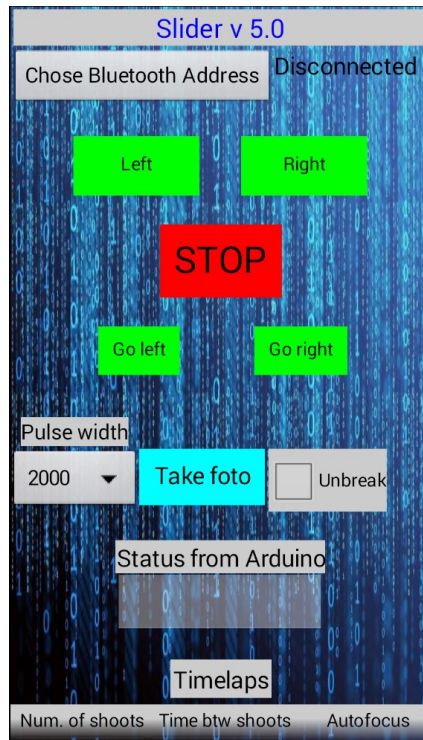 Slider v 5.0
Chose Bluetooth Address Disconnected
Left Right
STOP
Go left Go right
Pulse width
2000 Take foto Unbreak
Status from Arduino
Timelaps
Num. of shoots Time btw shoots Autofocus